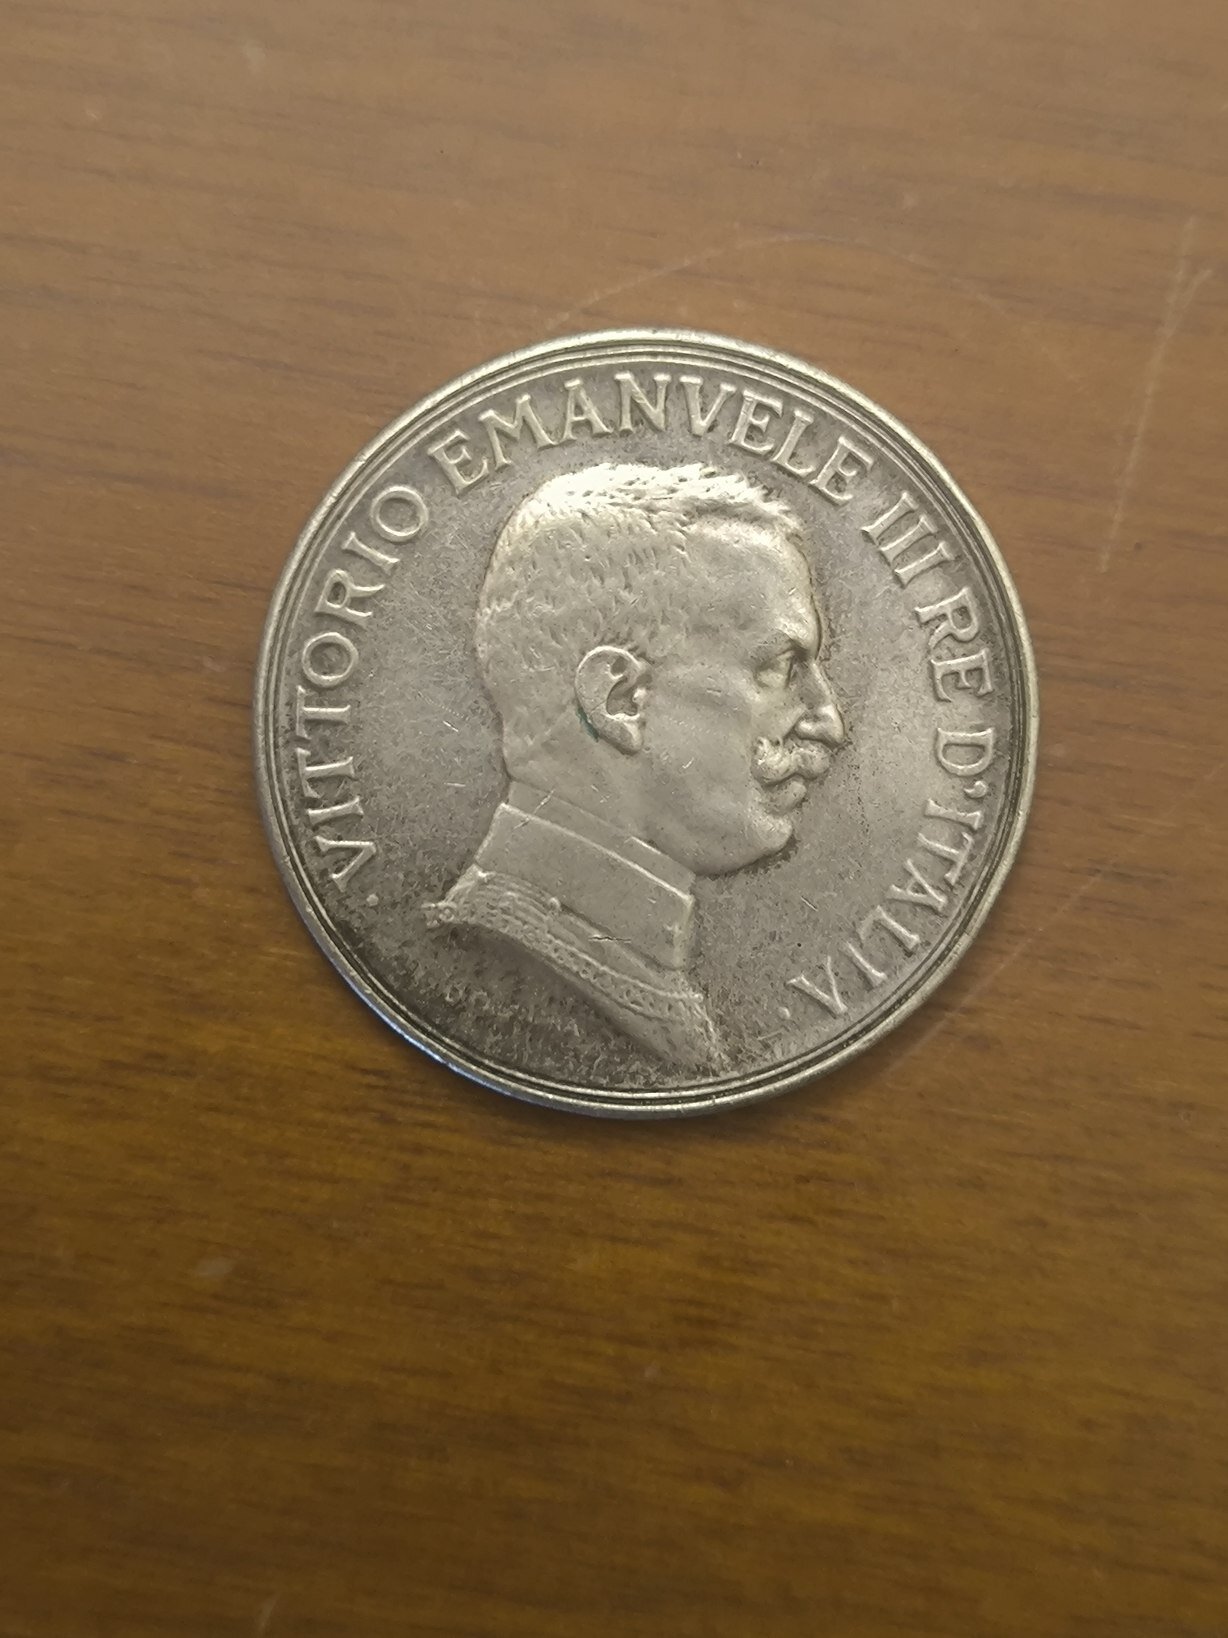 · VITTORIO EMANVELE III RE D'ITALIA ·